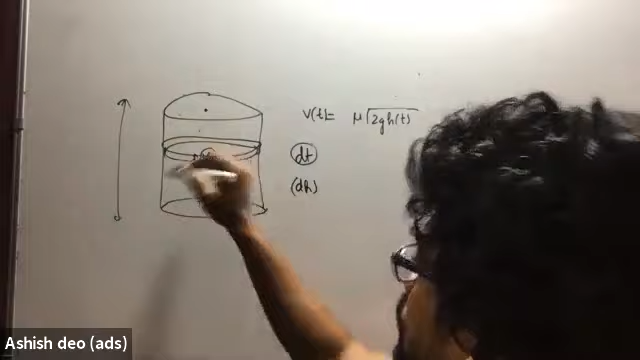 V(t)= μ√2gh(t)
dt
(dh)
Ashish deo (ads)